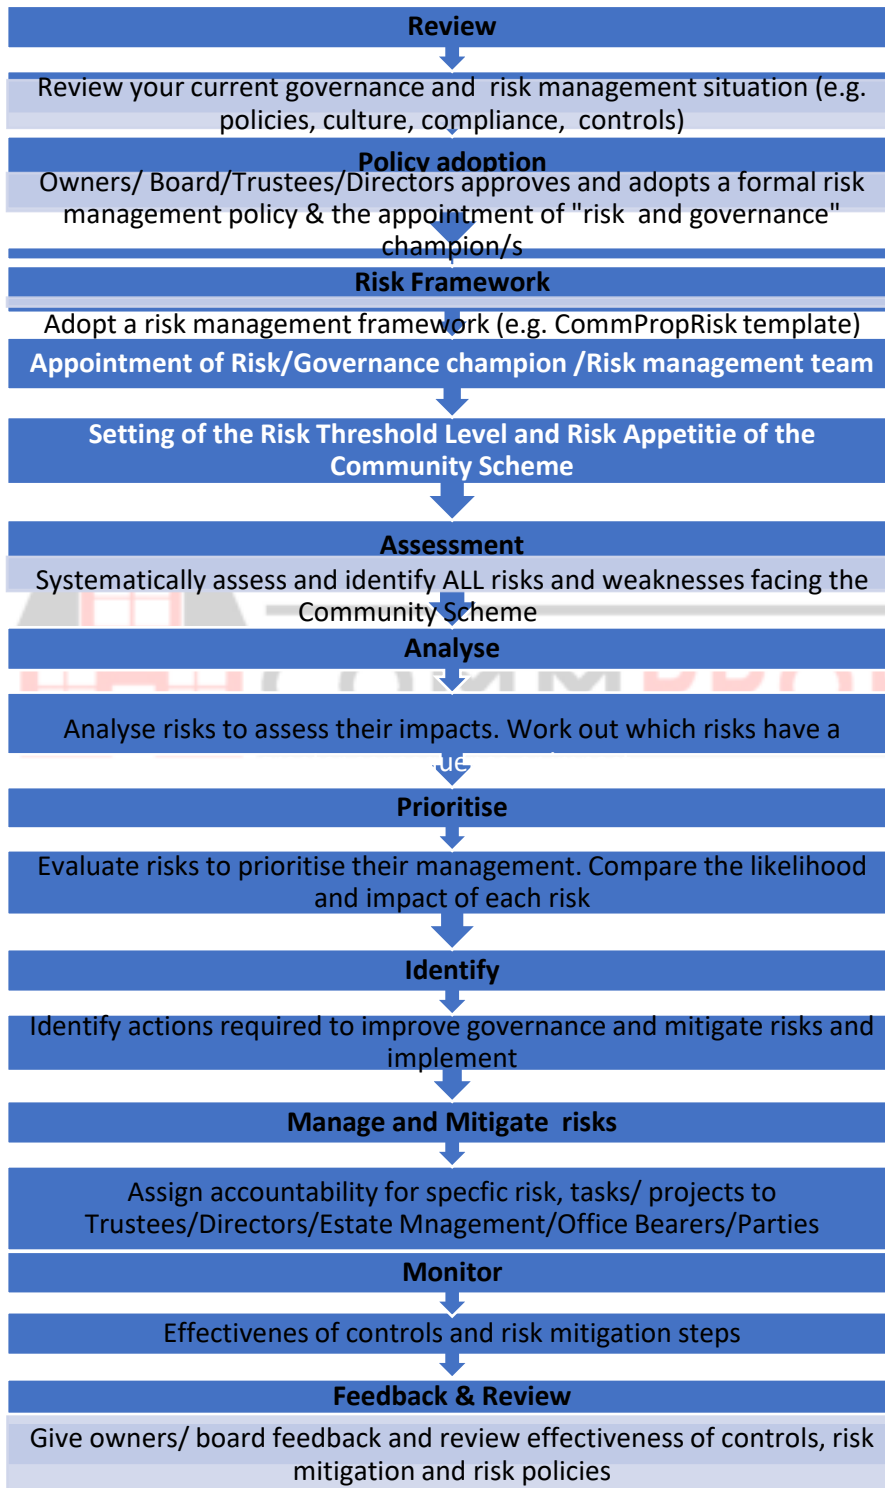 Review
Review your current governance and risk management situation (e.g.
policies, culture, compliance, controls)
Policy adoption
Owners/ Board/Trustees/Directors approves and adopts a formal risk
management policy & the appointment of "risk and governance"
champion/s
Risk Framework
Adopt a risk management framework (e.g. CommPropRisk template)
Appointment of Risk/Governance champion /Risk management team
Setting of the Risk Threshold Level and Risk Appetitie of the
Community Scheme
Assessment
Systematically assess and identify ALL risks and weaknesses facing the
Community Scheme
Analyse
Analyse risks to assess their impacts. Work out which risks have a
Prioritise
Evaluate risks to prioritise their management. Compare the likelihood
and impact of each risk
Identify
Identify actions required to improve governance and mitigate risks and
implement
Manage and Mitigate risks
Assign accountability for specfic risk, tasks/ projects to
Trustees/Directors/Estate Mnagement/Office Bearers/Parties
Monitor
Effectivenes of controls and risk mitigation steps
Feedback & Review
Give owners/ board feedback and review effectiveness of controls, risk
mitigation and risk policies